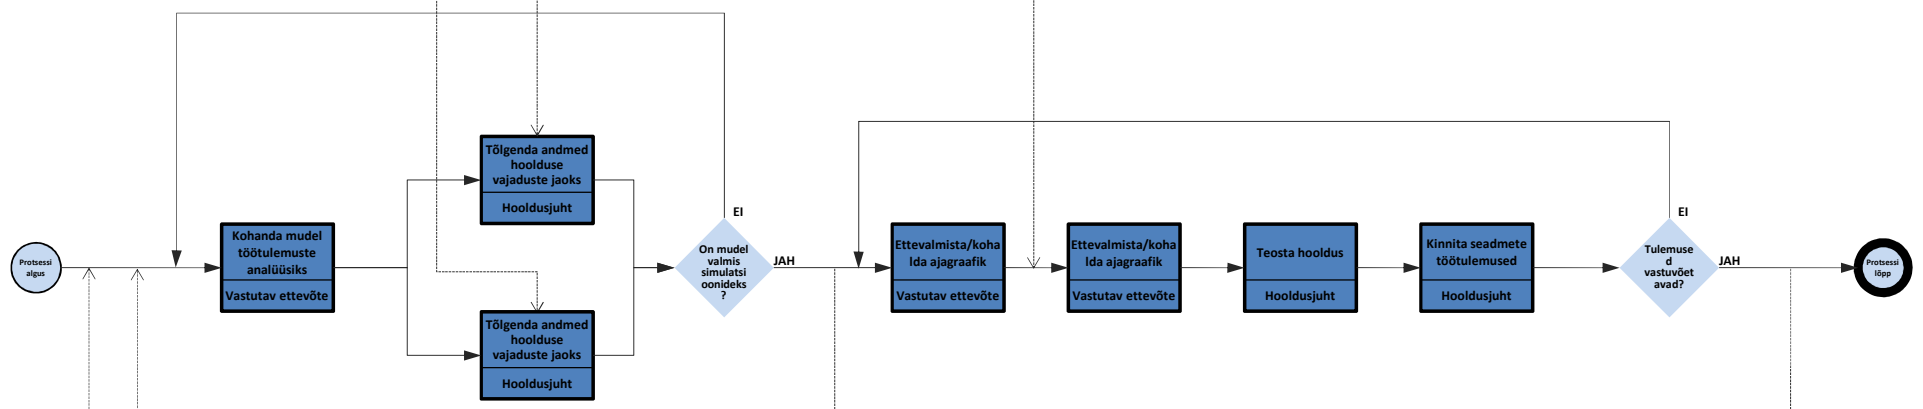 Protsessi
algus
Kohanda mudel
töötulemuste
analüüsiks
Vastutav ettevõte
Tõlgenda andmed
hoolduse
vajaduste jaoks
Hooldusjuht
Tõlgenda andmed
hoolduse
vajaduste jaoks
Hooldusjuht
EI
On mudel
valmis
simulatsi
oonideks
?
JAH
Ettevalmista/koha
lda ajagraafik
Vastutav ettevõte
Ettevalmista/koha
lda ajagraafik
Vastutav ettevõte
Teosta hooldus
Hooldusjuht
Kinnita seadmete
töötulemused
Hooldusjuht
EI
Tulemuse
d
vastuvõet
avad?
JAH
Protsessi
lõpp